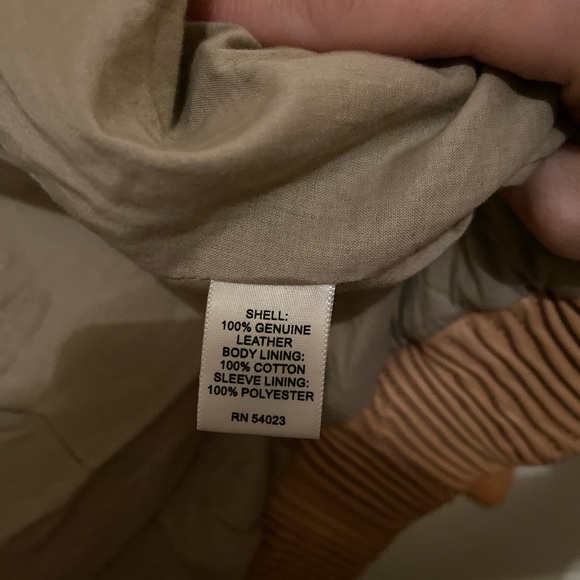 SHELL:
100% GENUINE
LEATHER
BODY LINING:
100% COTTON
SLEEVE LINING:
100% POLYESTER
RN 54023